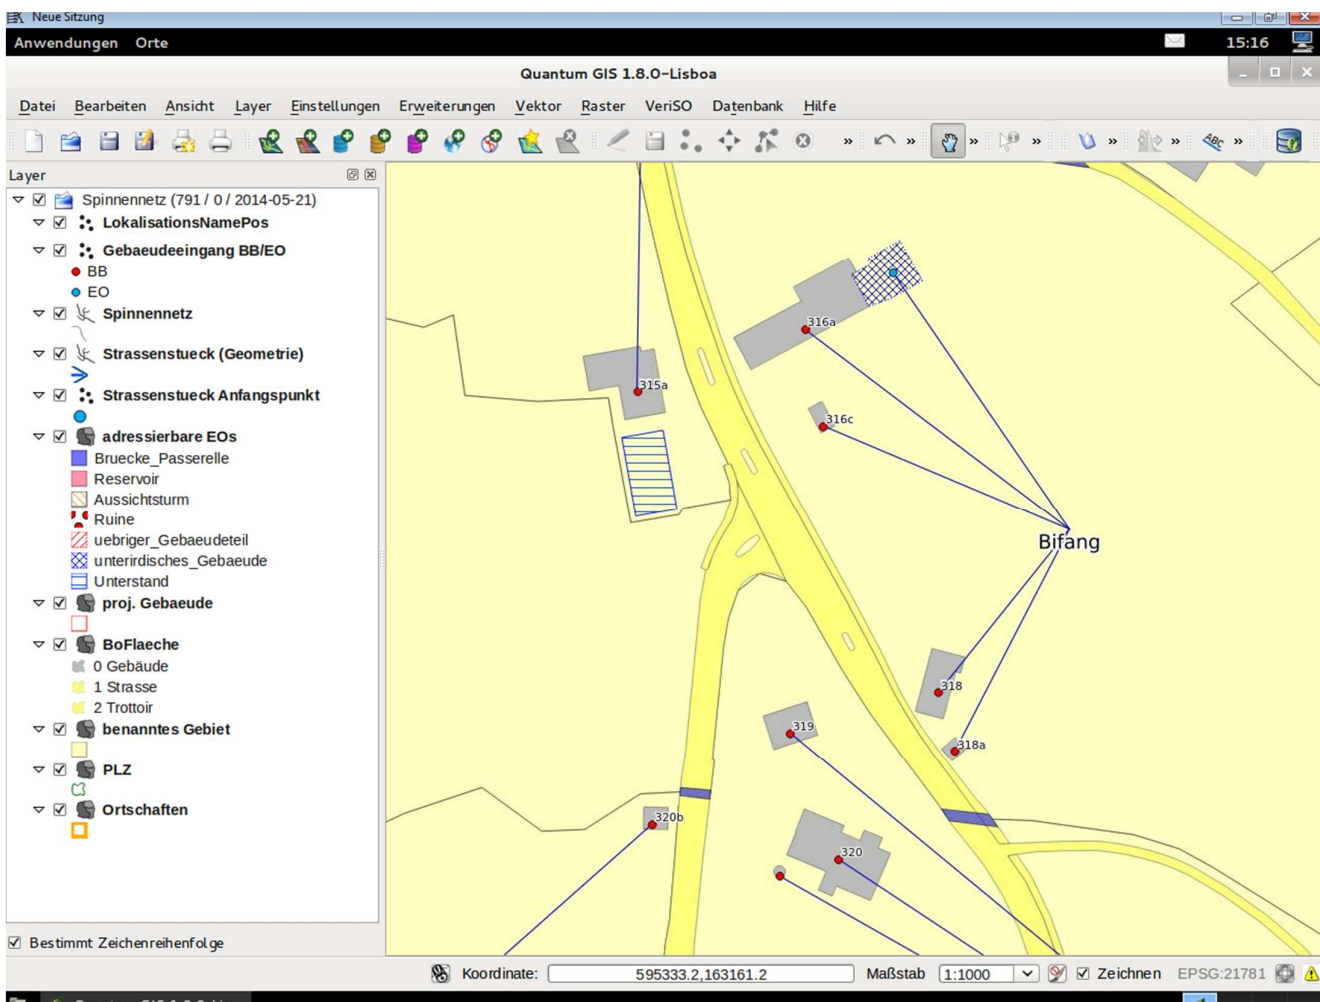 Neue Sitzung
Anwendungen Orte 15:16
Quantum GIS 1.8.0-Lisboa
Datei Bearbeiten Ansicht Layer Einstellungen Erweiterungen Vektor Raster VeriSO Datenbank Hilfe
Layer
Spinnennetz (791 / 0 / 2014-05-21)
LokalisationsNamePos
Gebaeudeeingang BB/EO
BB
EO
Spinnennetz
Strassenstueck (Geometrie)
Strassenstueck Anfangspunkt
adressierbare EOs
Bruecke_Passerelle
Reservoir
Aussichtsturm
Ruine
uebriger_Gebaeudeteil
unterirdisches_Gebaeude
Unterstand
proj. Gebaeude
BoFlaeche
0 Gebäude
1 Strasse
2 Trottoir
benanntes Gebiet
PLZ
Ortschaften
Bestimmt Zeichenreihenfolge
316a
315a
316c
Bifang
318
319
318a
320b
320
Koordinate: 595333.2,163161.2 Maßstab 1:1000 Zeichnen EPSG:21781